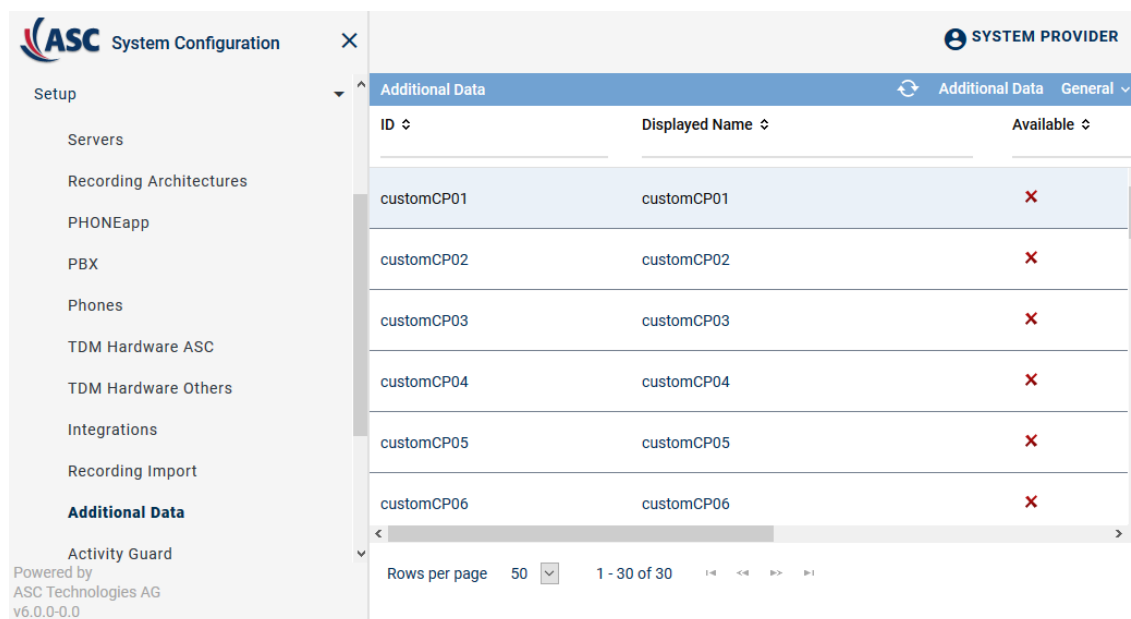 ASC System Configuration
SYSTEM PROVIDER
Setup
Servers
Recording Architectures
PHONEapp
PBX
Phones
TDM Hardware ASC
TDM Hardware Others
Integrations
Recording Import
Additional Data
Activity Guard
Powered by
ASC Technologies AG
v6.0.0-0.0
Additional Data Additional Data General
ID Displayed Name Available
customCP01 customCP01
customCP02 customCP02
customCP03 customCP03
customCP04 customCP04
customCP05 customCP05
customCP06 customCP06
Rows per page 50 1 - 30 of 30